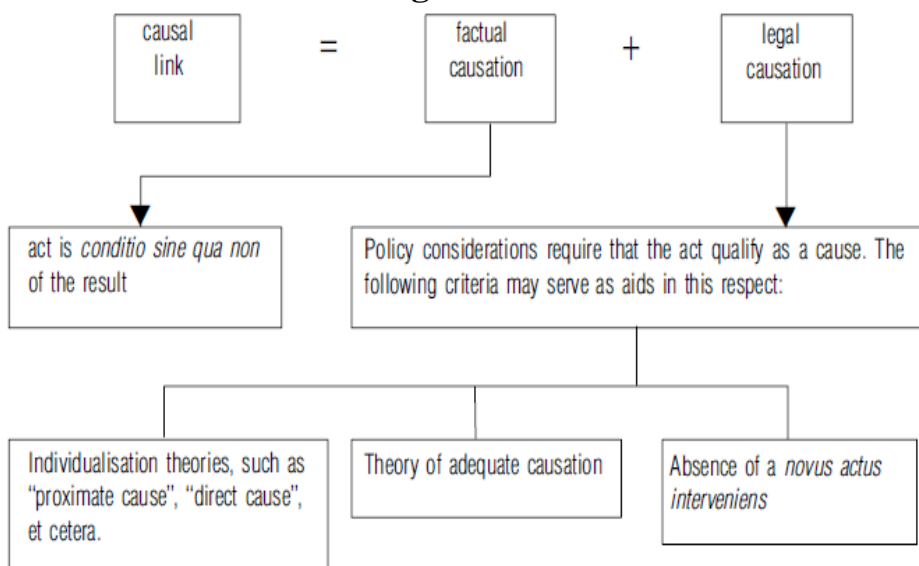 causal
link
=
factual
causation
+
legal
causation
act is conditio sine qua non
of the result
Policy considerations require that the act qualify as a cause. The
following criteria may serve as aids in this respect:
Individualisation theories, such as
“proximate cause”, “direct cause”,
et cetera.
Theory of adequate causation
Absence of a novus actus
interveniens